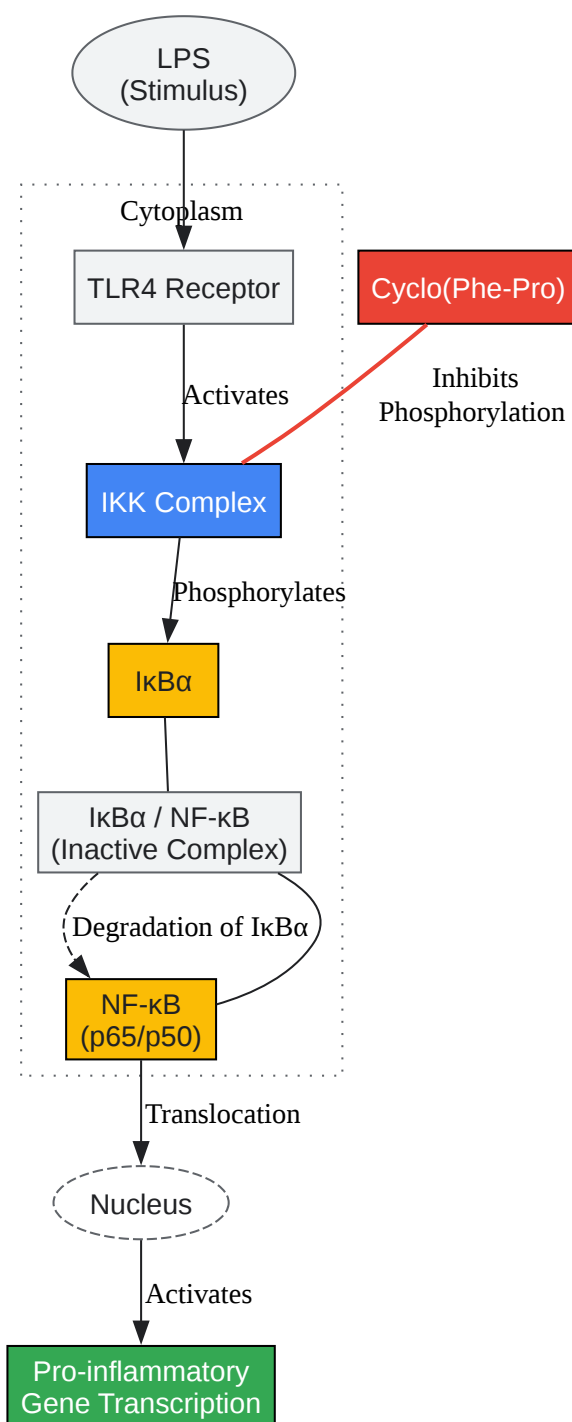 LPS
(Stimulus)
Cytoplasm
TLR4 Receptor
Cyclo(Phe-Pro)
Activates
Inhibits
Phosphorylation
IKK Complex
Phosphorylates
IκBα
IκBα / NF-κB
(Inactive Complex)
Degradation of IκBα
NF-κB
(p65/p50)
Translocation
Nucleus
Activates
Pro-inflammatory
Gene Transcription